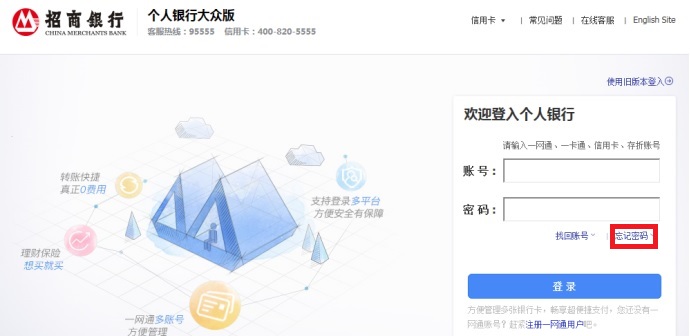 招商银行
CHINA MERCHANTS BANK
个人银行大众版
客服热线：95555 信用卡：400-820-5555
信用卡 常见问题 在线客服 English Site
使用旧版本登入
欢迎登入个人银行
请输入一网通、一卡通、信用卡、存折账号
账 号：
密 码：
找回账号 忘记密码
登 录
方便管理多张银行卡，畅享超便捷支付，您还没有一
网通账号？赶紧注册一网通用户吧。
转账快捷
真正0费用
支持登录多平台
方便安全有保障
理财保险
想买就买
一网通多账号
方便管理